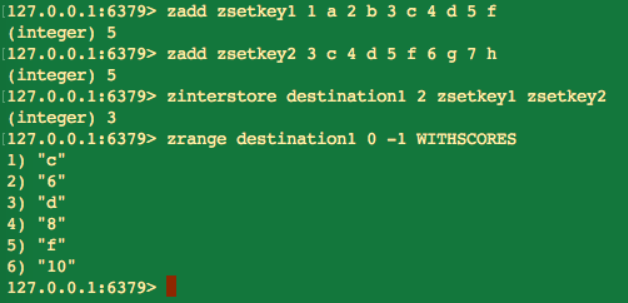 127.0.0.1:6379> zadd zsetkey1 1 a 2 b 3 c 4 d 5 f
(integer) 5
127.0.0.1:6379> zadd zsetkey2 3 c 4 d 5 f 6 g 7 h
(integer) 5
127.0.0.1:6379> zinterstore destination1 2 zsetkey1 zsetkey2
(integer) 3
127.0.0.1:6379> zrange destination1 0 -1 WITHSCORES
1) "c"
2) "6"
3) "d"
4) "8"
5) "f"
6) "10"
127.0.0.1:6379>